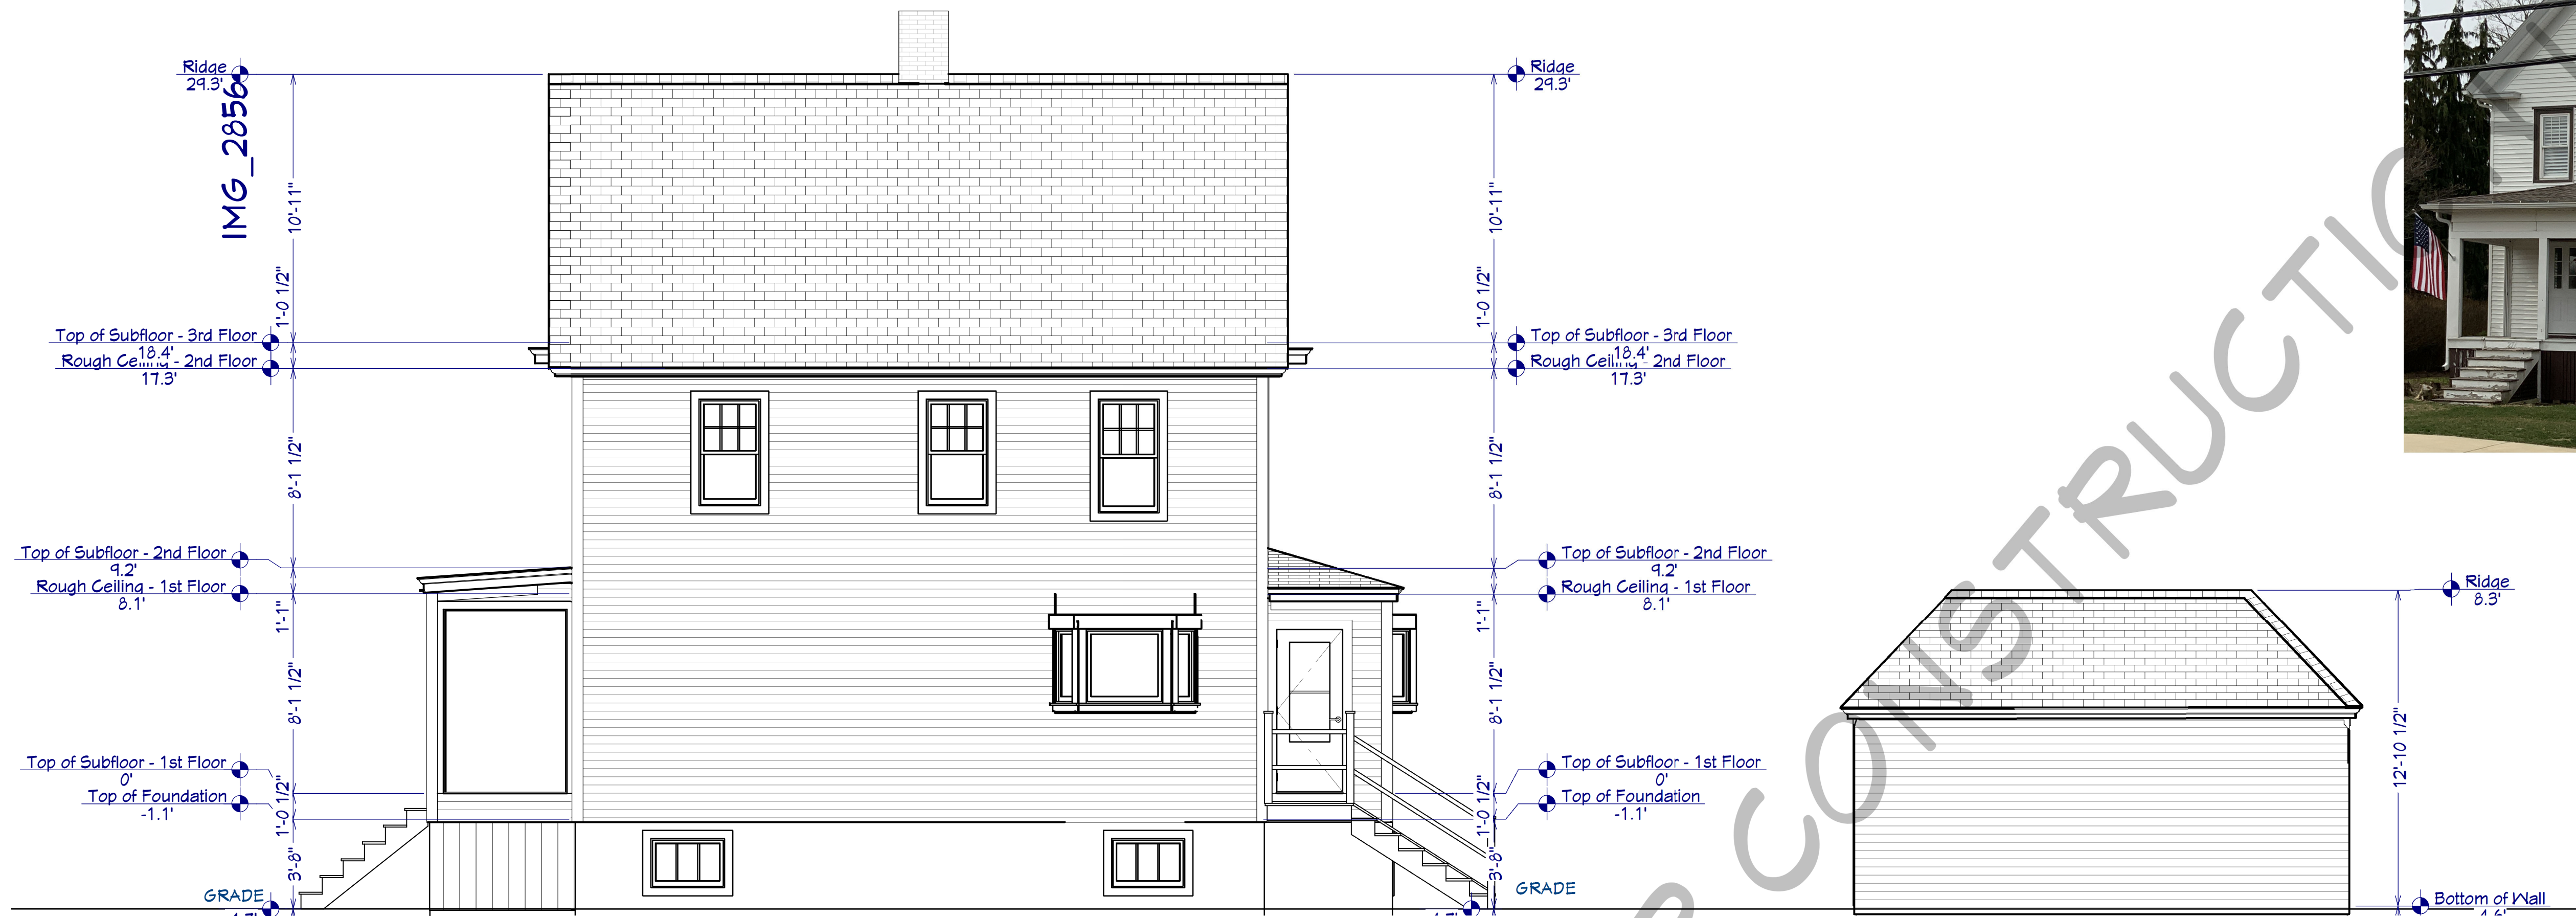 Ridge
29.3'
IMG_2856
10'-11"
1'-0 1/2"
Top of Subfloor - 3rd Floor
18.4'
Rough Ceiling - 2nd Floor
17.3'
8'-1 1/2"
Top of Subfloor - 2nd Floor
9.2'
Rough Ceiling - 1st Floor
8.1'
1'-1"
8'-1 1/2"
Top of Subfloor - 1st Floor
0'
Top of Foundation
-1.1'
1'-0 1/2"
3'-8"
GRADE
Ridge
29.3'
10'-11"
1'-0 1/2"
Top of Subfloor - 3rd Floor
18.4'
Rough Ceiling - 2nd Floor
17.3'
8'-1 1/2"
Top of Subfloor - 2nd Floor
9.2'
Rough Ceiling - 1st Floor
8.1'
1'-1"
8'-1 1/2"
Top of Subfloor - 1st Floor
0'
Top of Foundation
-1.1'
1'-0 1/2"
3'-8"
GRADE
Ridge
8.3'
12'-10 1/2"
Bottom of Wall
CONSTRUCTION